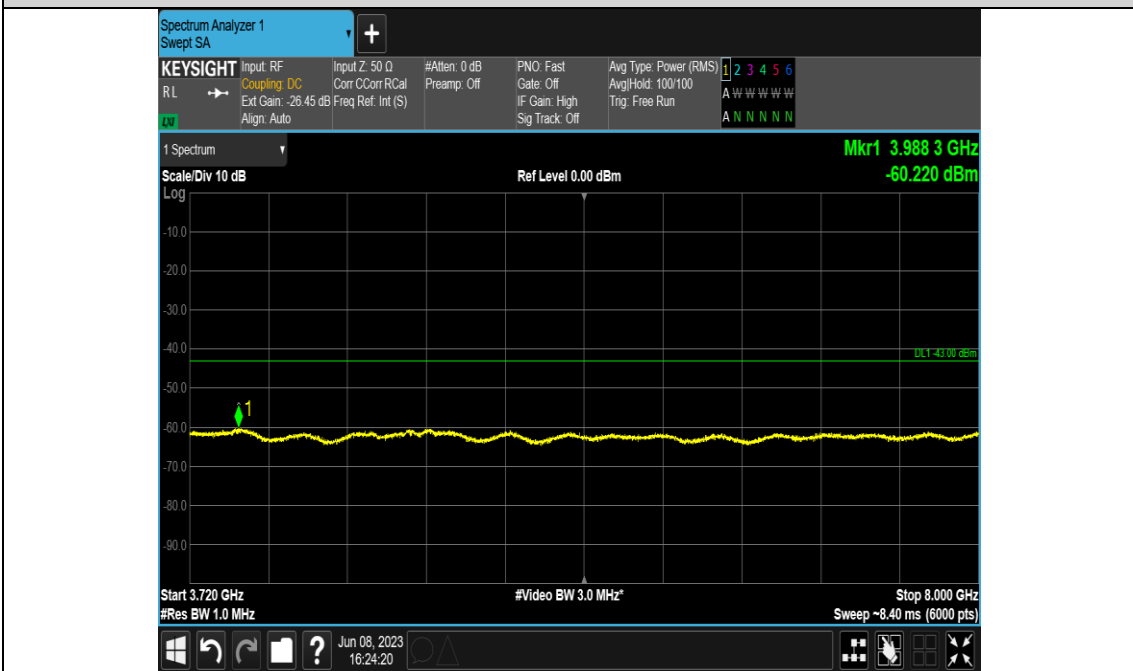 Spectrum Analyzer 1
Swept SA
+
KEYSIGHT
RL
LXI
Input: RF
Coupling: DC
Ext Gain: -26.45 dB
Align: Auto
Input Z: 50 Ω
Corr CCorr RCal
Freq Ref: Int (S)
#Atten: 0 dB
Preamp: Off
PNO: Fast
Gate: Off
IF Gain: High
Sig Track: Off
Avg Type: Power (RMS)
Avg|Hold: 100/100
Trig: Free Run
1 2 3 4 5 6
A W W W W W
A N N N N N
1 Spectrum
Mkr1 3.988 3 GHz
-60.220 dBm
Scale/Div 10 dB
Ref Level 0.00 dBm
Log
-10.0
-20.0
-30.0
-40.0
DL1 -43.00 dBm
-50.0
1
-60.0
-70.0
-80.0
-90.0
Start 3.720 GHz
#Video BW 3.0 MHz*
Stop 8.000 GHz
#Res BW 1.0 MHz
Sweep ~8.40 ms (6000 pts)
?
Jun 08, 2023
16:24:20